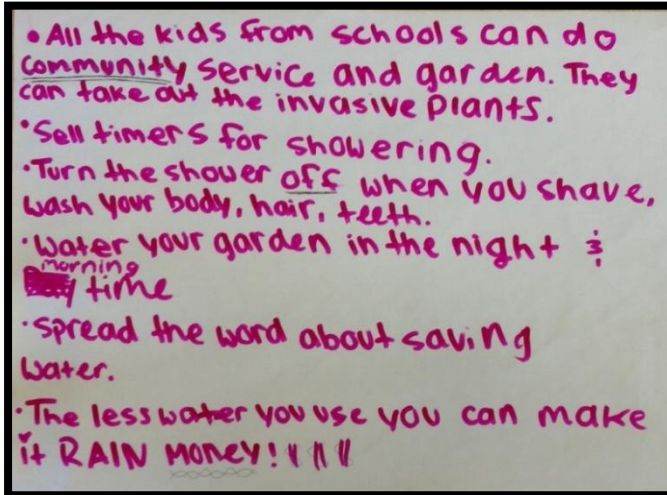 • All the kids from schools can do
community service and garden. They
can take out the invasive plants.
• Sell timers for showering.
• Turn the shower off when you shave,
wash your body, hair, teeth.
• Water your garden in the night &
morning
time
• Spread the word about saving
water.
• The less water you use you can make
it RAIN MONEY!